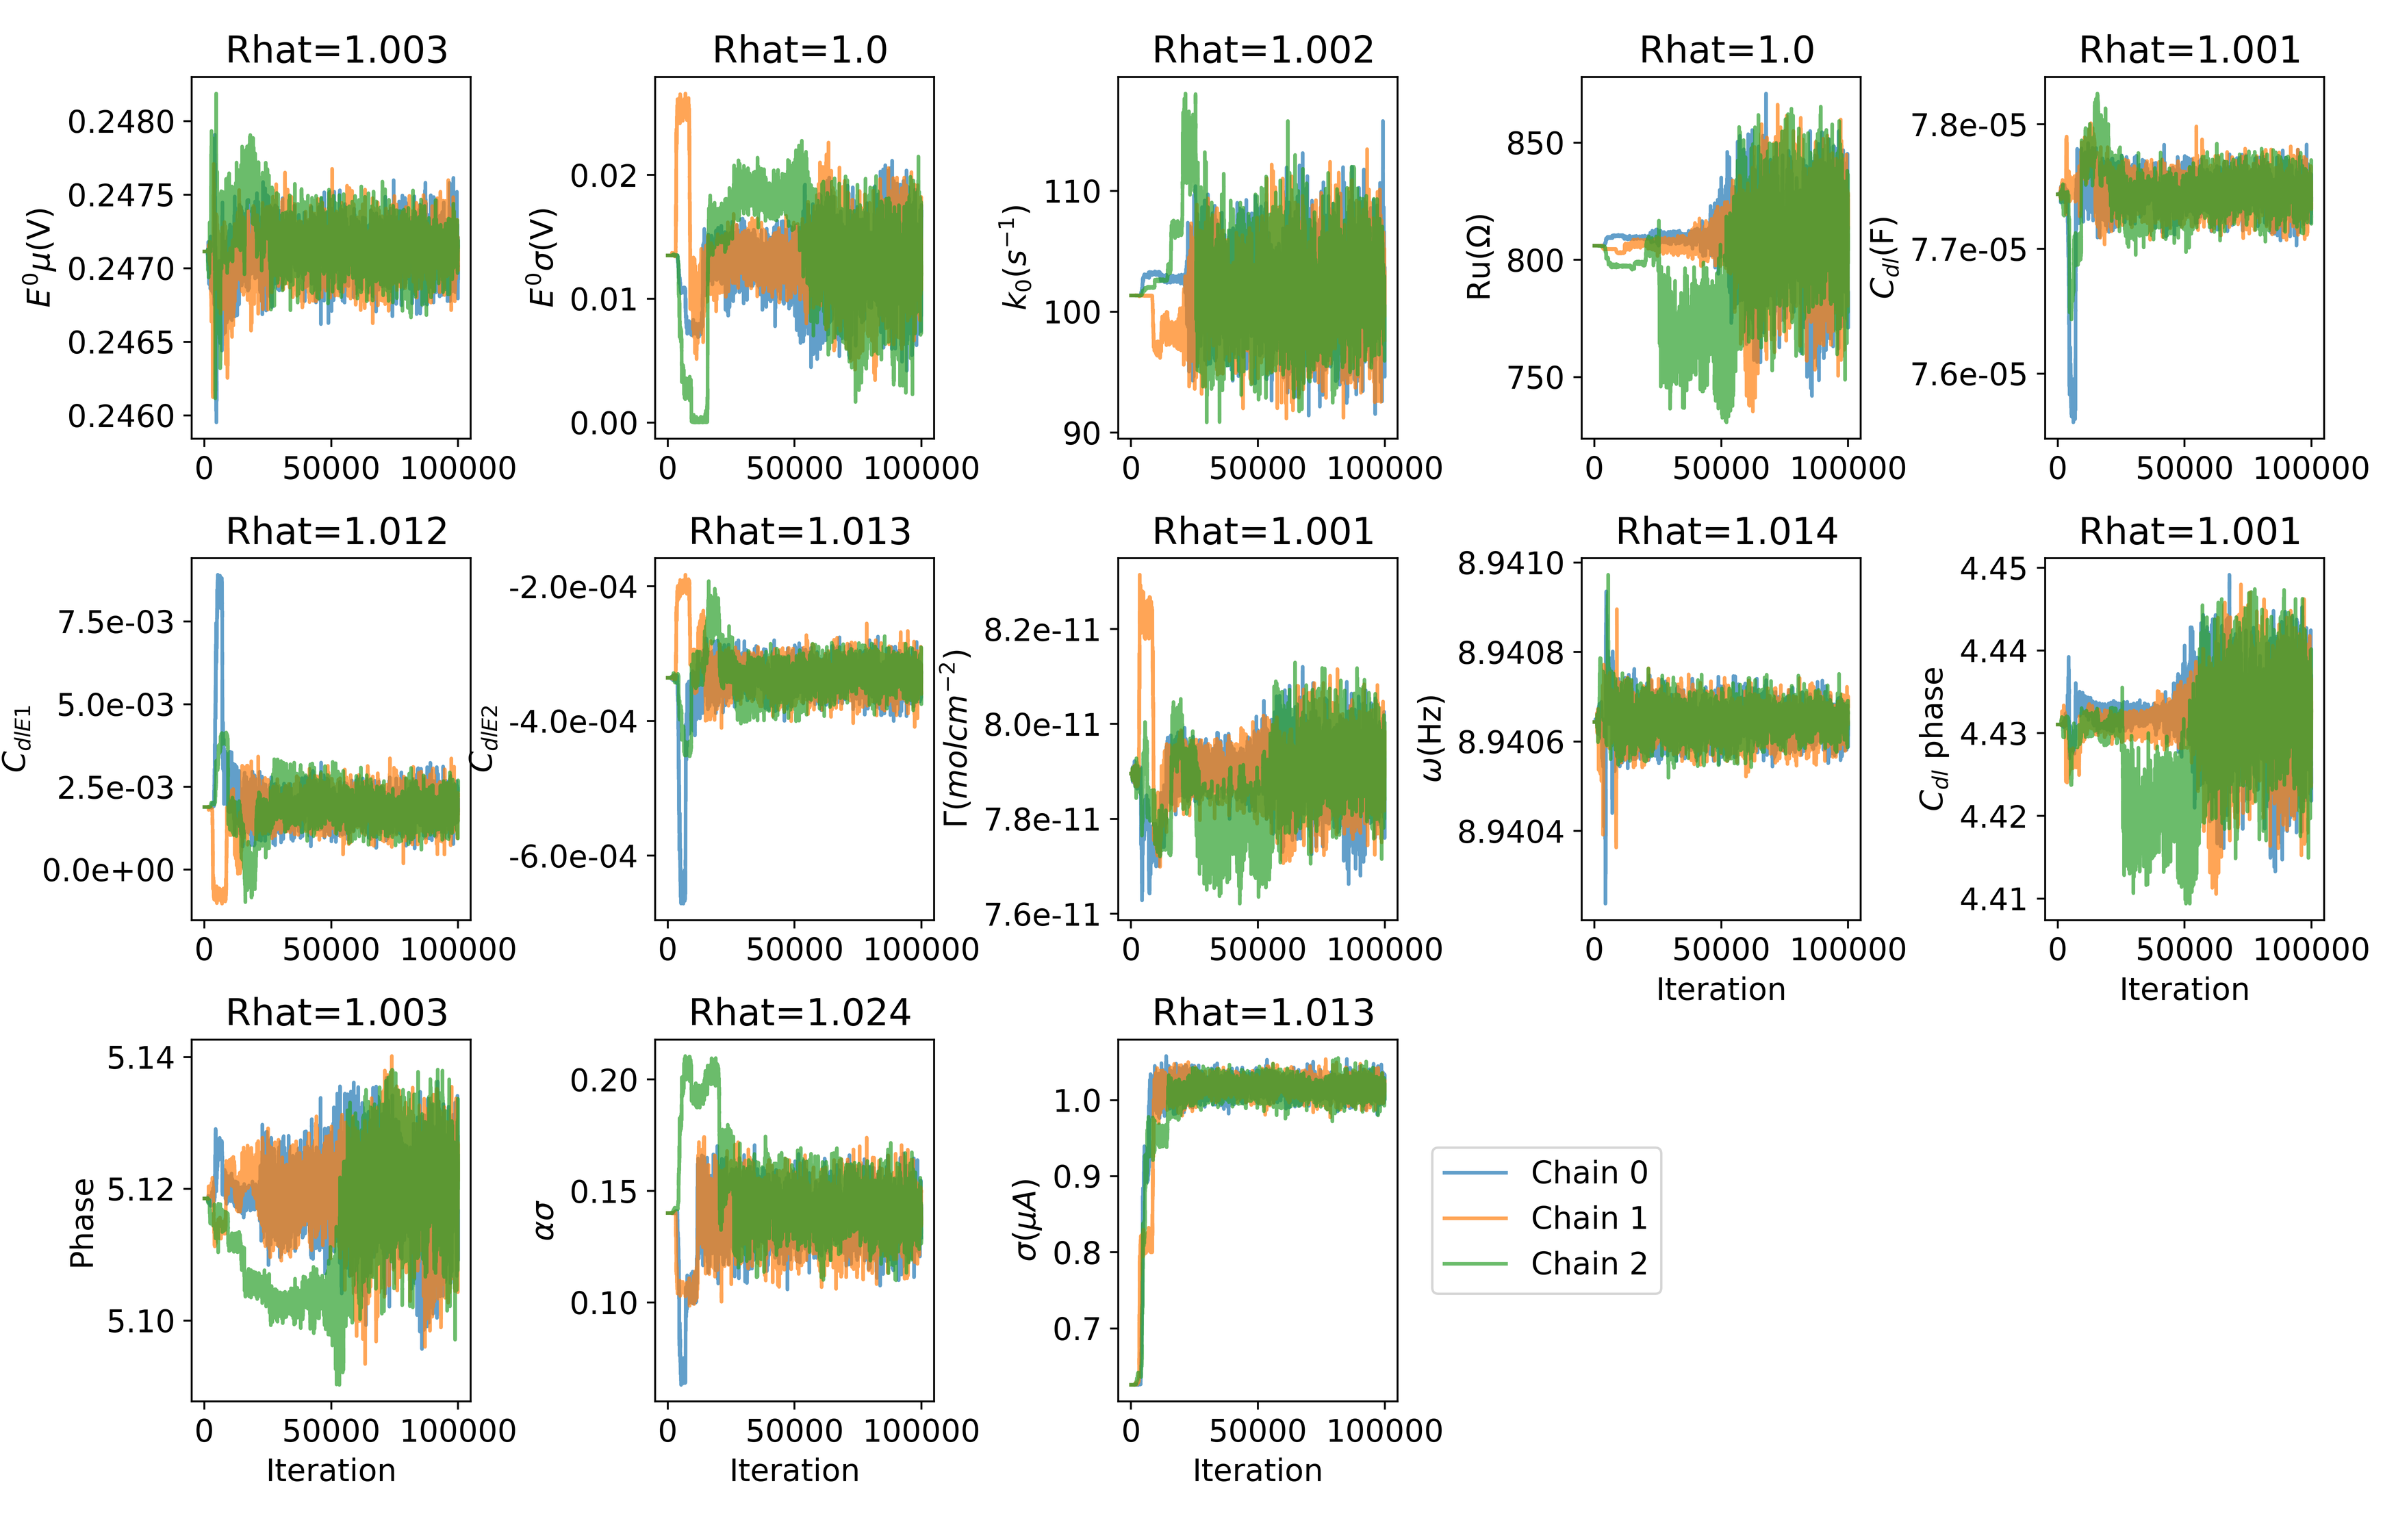 Rhat=1.003
E⁰μ(V)
0.2480
0.2475
0.2470
0.2465
0.2460
0 50000 100000
Rhat=1.0
E⁰σ(V)
0.02
0.01
0.00
0 50000 100000
Rhat=1.002
k₀(s⁻¹)
110
100
90
0 50000 100000
Rhat=1.0
Ru(Ω)
850
800
750
0 50000 100000
Rhat=1.001
C_{dl}(F)
7.8e-05
7.7e-05
7.6e-05
0 50000 100000
Rhat=1.012
C_{dlE1}
7.5e-03
5.0e-03
2.5e-03
0.0e+00
0 50000 100000
Rhat=1.013
C_{dlE2}
-2.0e-04
-4.0e-04
-6.0e-04
0 50000 100000
Rhat=1.001
Γ(molcm⁻²)
8.2e-11
8.0e-11
7.8e-11
7.6e-11
0 50000 100000
Rhat=1.014
ω(Hz)
8.9410
8.9408
8.9406
8.9404
0 50000 100000
Iteration
Rhat=1.001
C_{dl} phase
4.45
4.44
4.43
4.42
4.41
0 50000 100000
Iteration
Rhat=1.003
Phase
5.14
5.12
5.10
0 50000 100000
Iteration
Rhat=1.024
ασ
0.20
0.15
0.10
0 50000 100000
Iteration
Rhat=1.013
σ(μA)
1.0
0.9
0.8
0.7
0 50000 100000
Iteration
Chain 0
Chain 1
Chain 2